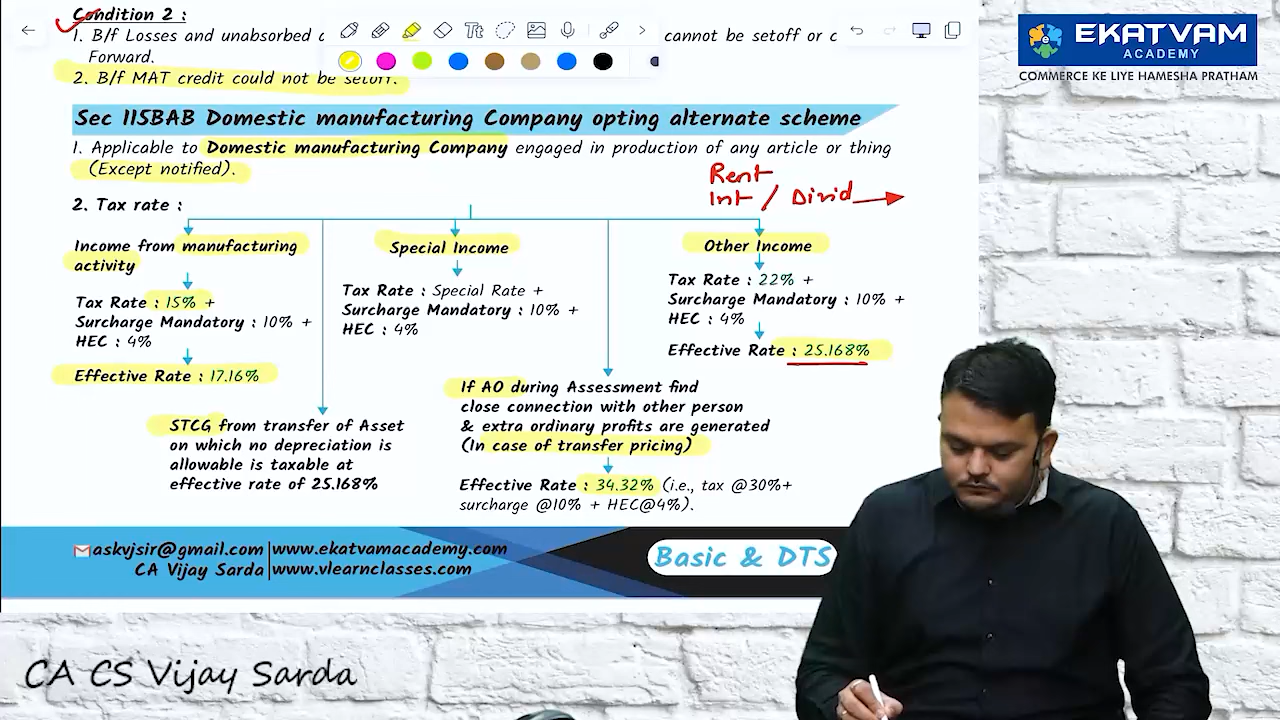 Condition 2 :
1. B/f Losses and unabsorbed cannot be setoff or c
Forward.
2. B/f MAT credit could not be setoff.
Tt
EKATVAM
ACADEMY
COMMERCE KE LIYE HAMESHA PRATHAM
Sec 115BAB Domestic manufacturing Company opting alternate scheme
1. Applicable to Domestic manufacturing Company engaged in production of any article or thing
(Except notified).
Rent
Int / Divid
2. Tax rate :
Income from manufacturing
activity
Tax Rate : 15% +
Surcharge Mandatory : 10% +
HEC : 4%
Effective Rate : 17.16%
STCG from transfer of Asset
on which no depreciation is
allowable is taxable at
effective rate of 25.168%
Special Income
Tax Rate : Special Rate +
Surcharge Mandatory : 10% +
HEC : 4%
If AO during Assessment find
close connection with other person
& extra ordinary profits are generated
(In case of transfer pricing)
Effective Rate : 34.32% (i.e., tax @30%+
surcharge @10% + HEC@4%).
Other Income
Tax Rate : 22% +
Surcharge Mandatory : 10% +
HEC : 4%
Effective Rate : 25.168%
askvjsir@gmail.com|www.ekatvamacademy.com
CA Vijay Sarda|www.vlearnclasses.com
Basic & DTS
CA CS Vijay Sarda